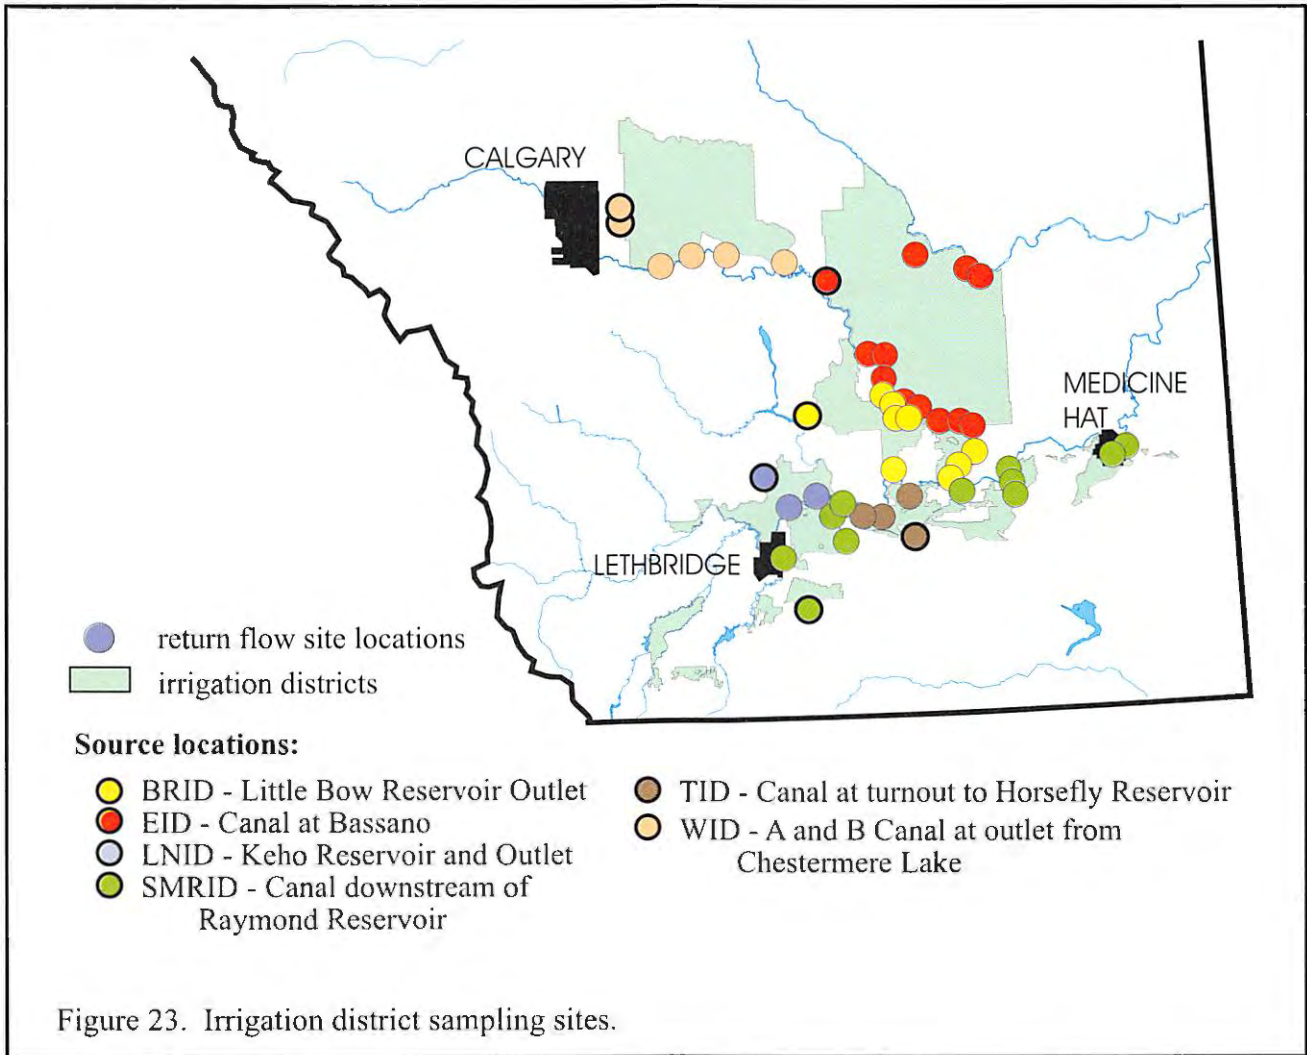 CALGARY
MEDICINE
HAT
LETHBRIDGE
return flow site locations
irrigation districts
Source locations:
BRID - Little Bow Reservoir Outlet
EID - Canal at Bassano
LNID - Keho Reservoir and Outlet
SMRID - Canal downstream of
Raymond Reservoir
TID - Canal at turnout to Horsefly Reservoir
WID - A and B Canal at outlet from
Chestermere Lake
Figure 23. Irrigation district sampling sites.